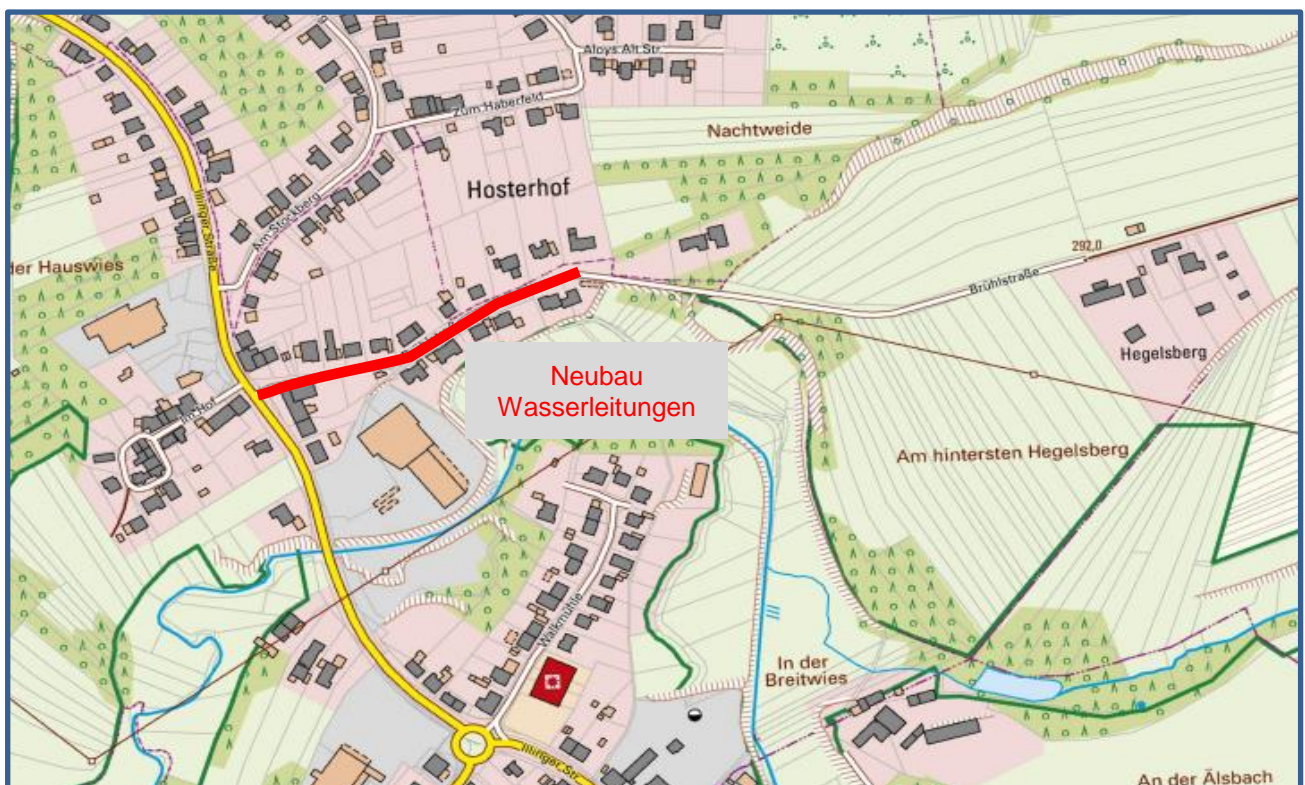 Aloys Alt Str.
Zum Haberfeld
Nachtweide
Hosterhof
Am Stockberg
Illinger Straße
der Hauswies
292,0
Brühlstraße
Hegelsberg
Neubau
Wasserleitungen
Im Hof
Am hintersten Hegelsberg
Walkmühle
In der
Breitwies
Illinger Str.
An der Älsbach